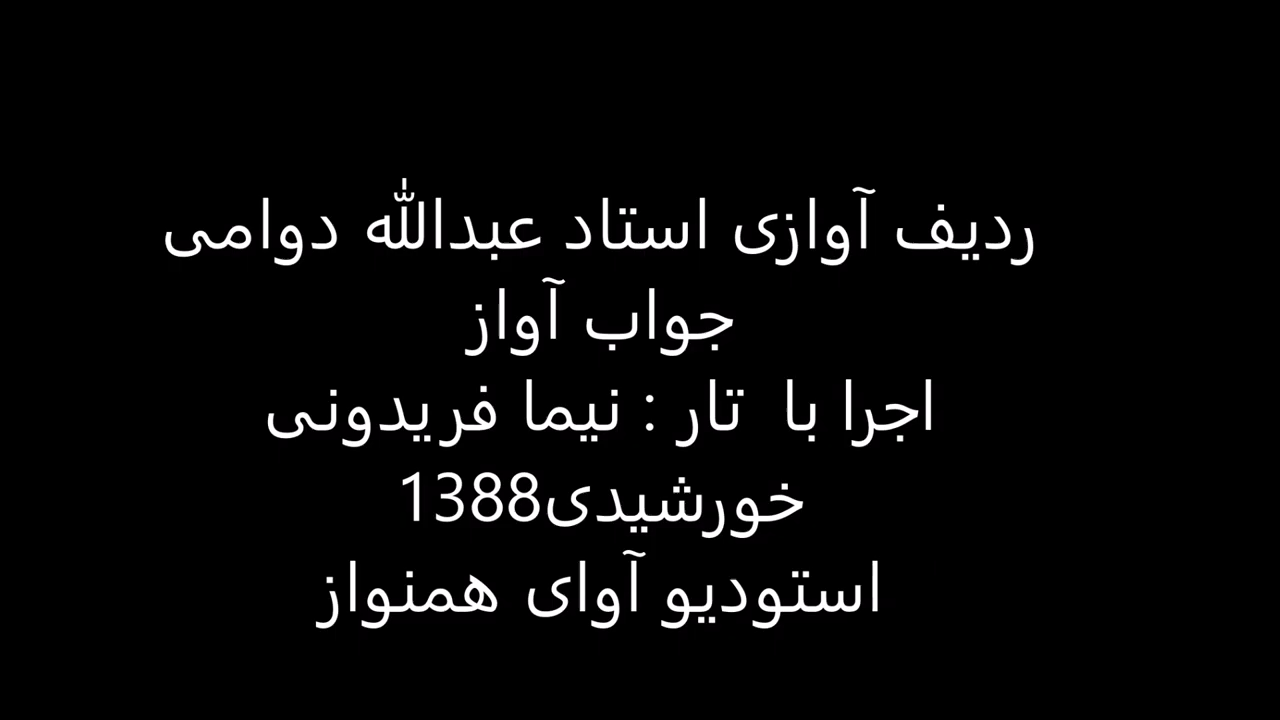 ردیف آوازی استاد عبدالله دوامی
جواب آواز
اجرا با  تار : نیما فریدونی
خورشیدی1388
استودیو آوای همنواز